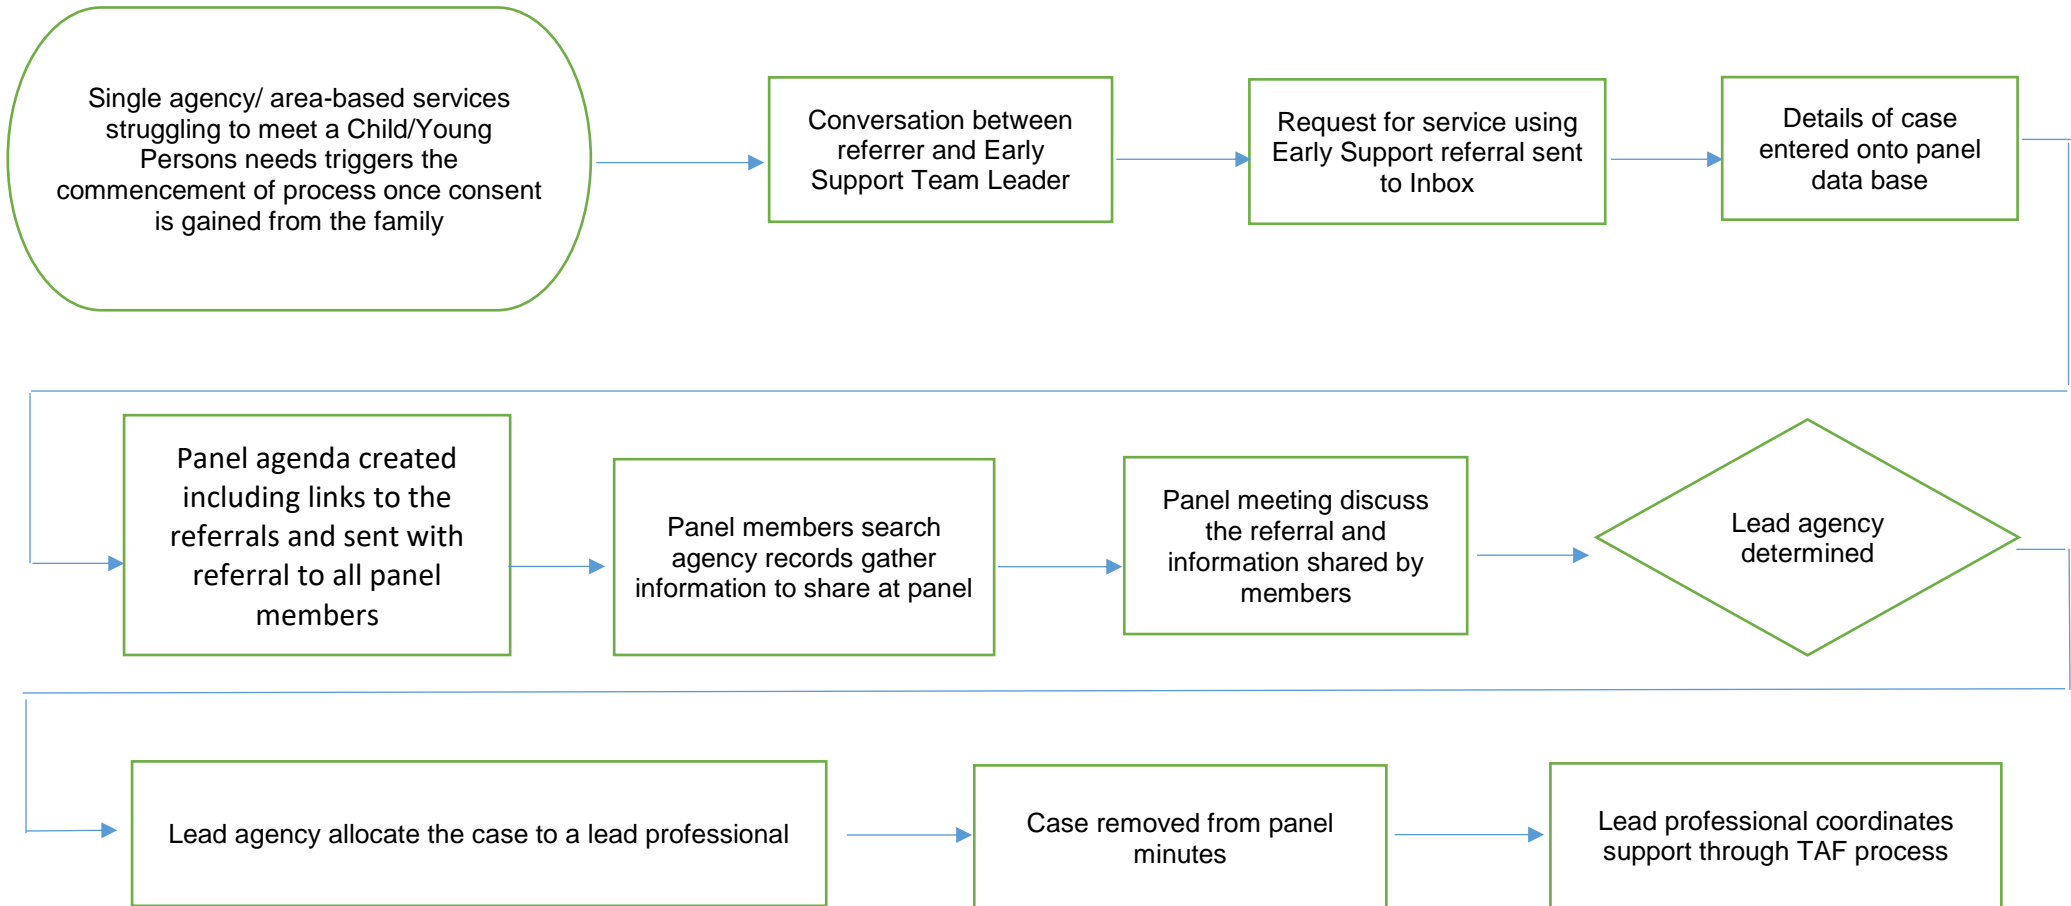 Single agency/ area-based services
struggling to meet a Child/Young
Persons needs triggers the
commencement of process once consent
is gained from the family
Conversation between
referrer and Early
Support Team Leader
Request for service using
Early Support referral sent
to Inbox
Details of case
entered onto panel
data base
Panel agenda created
including links to the
referrals and sent with
referral to all panel
members
Panel members search
agency records gather
information to share at panel
Panel meeting discuss
the referral and
information shared by
members
Lead agency
determined
Lead agency allocate the case to a lead professional
Case removed from panel
minutes
Lead professional coordinates
support through TAF process